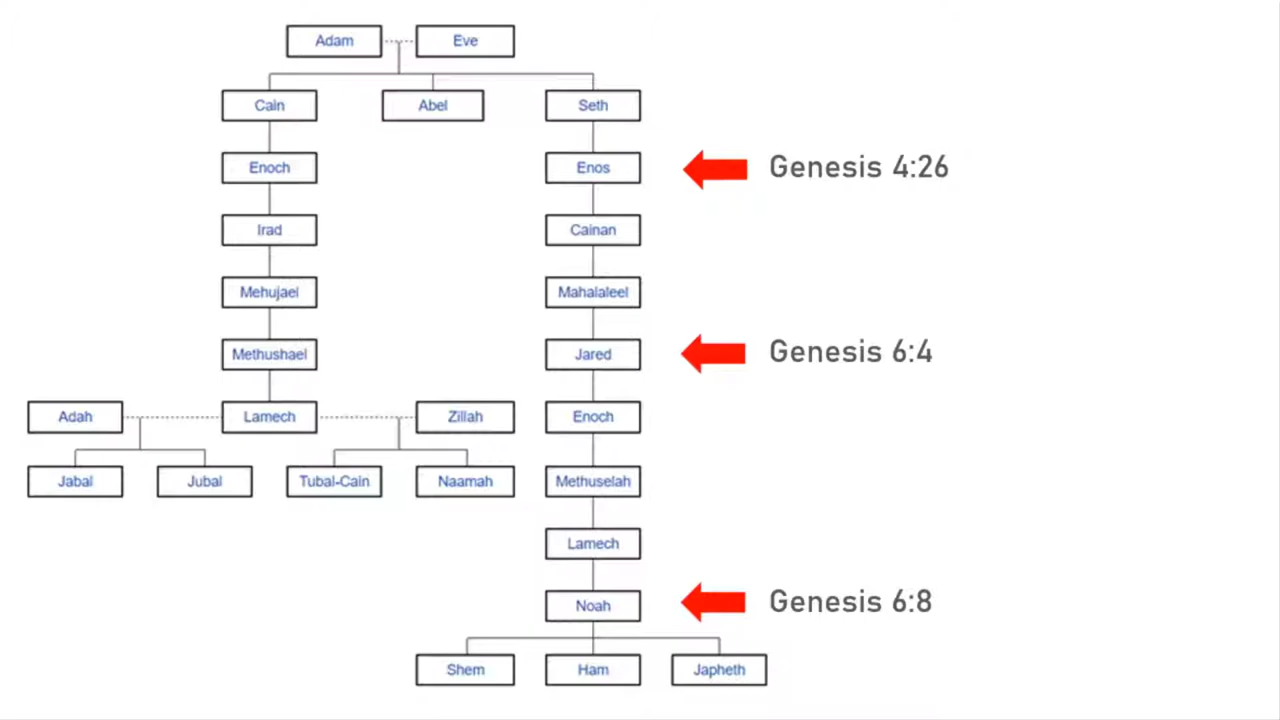 Adam Eve
Cain Abel Seth
Enoch Enos Genesis 4:26
Irad Cainan
Mehujael Mahalaleel
Methushael Jared Genesis 6:4
Adah Lamech Zillah Enoch
Jabal Jubal Tubal-Cain Naamah Methuselah
Lamech
Noah Genesis 6:8
Shem Ham Japheth